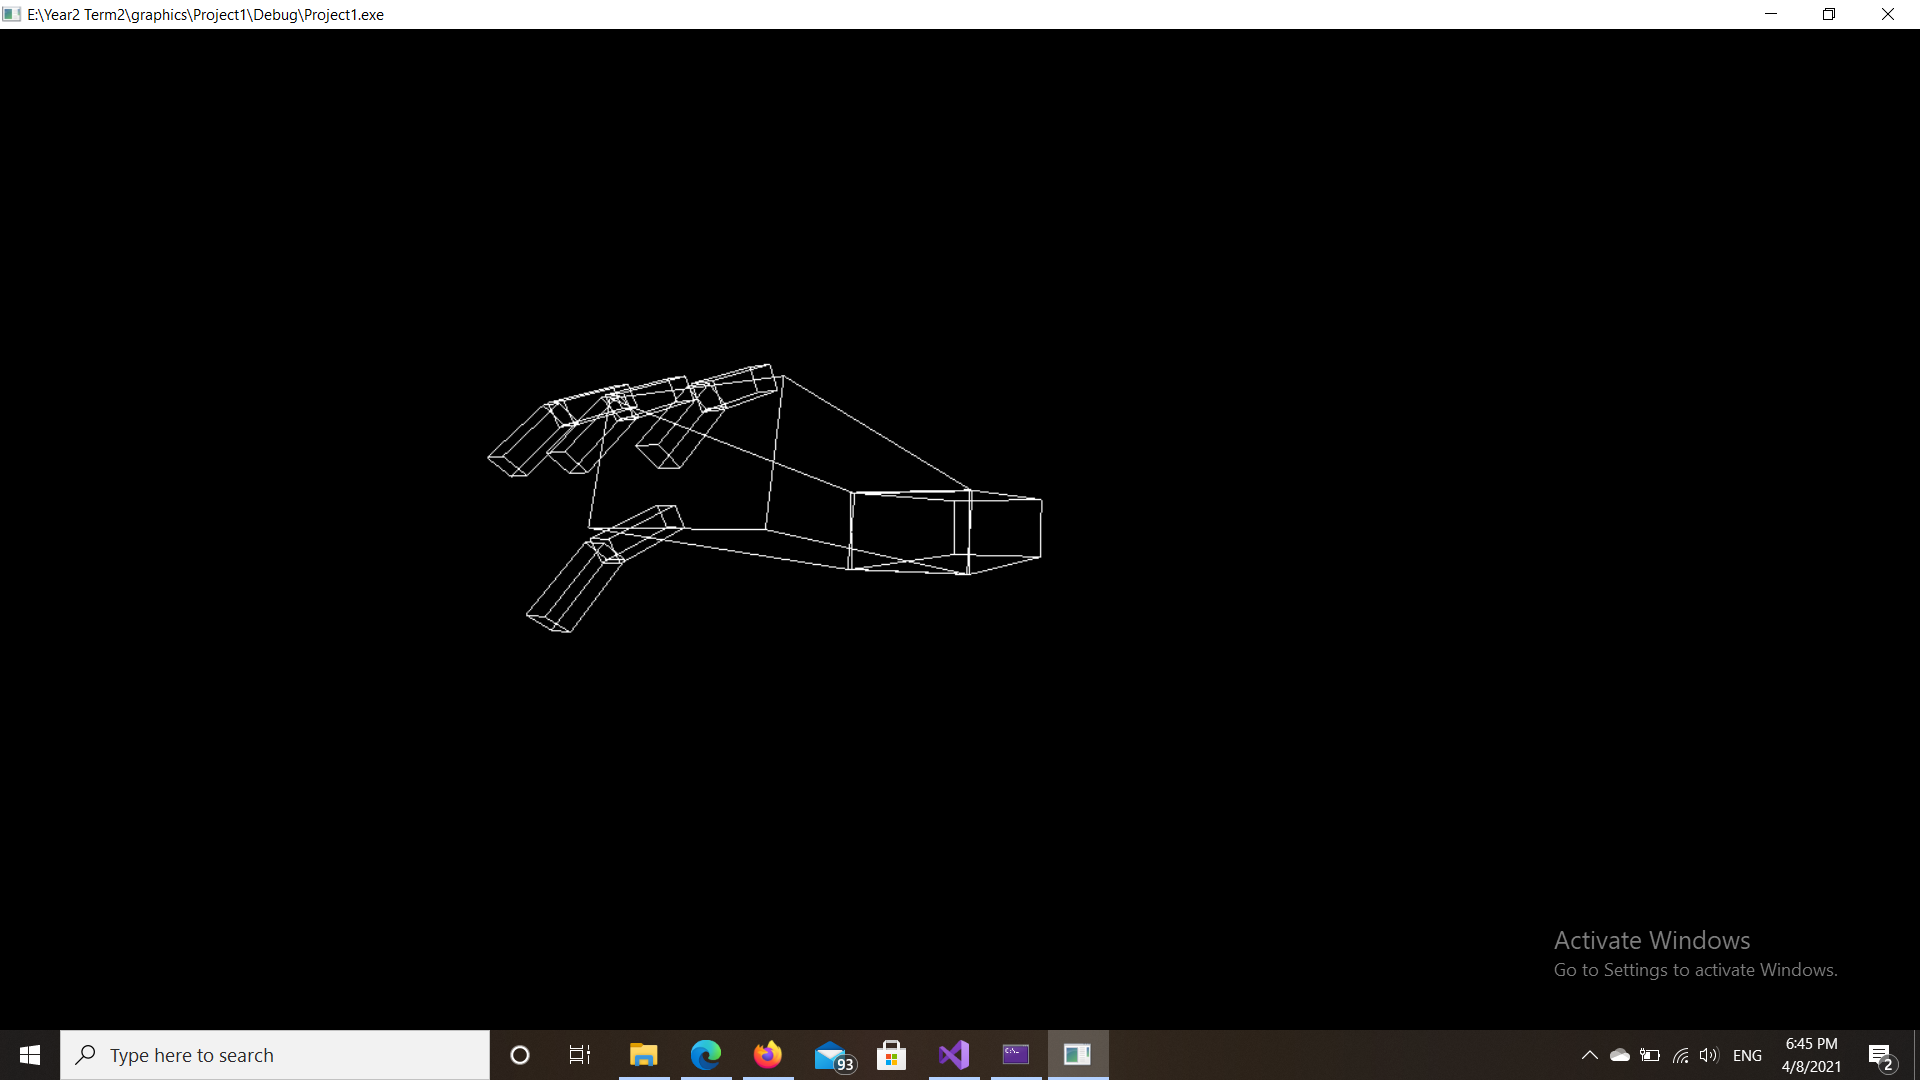 E:\Year2 Term2\graphics\Project1\Debug\Project1.exe
Activate Windows
Go to Settings to activate Windows.
Type here to search
93
C:\..
ENG
6:45 PM
4/8/2021
2